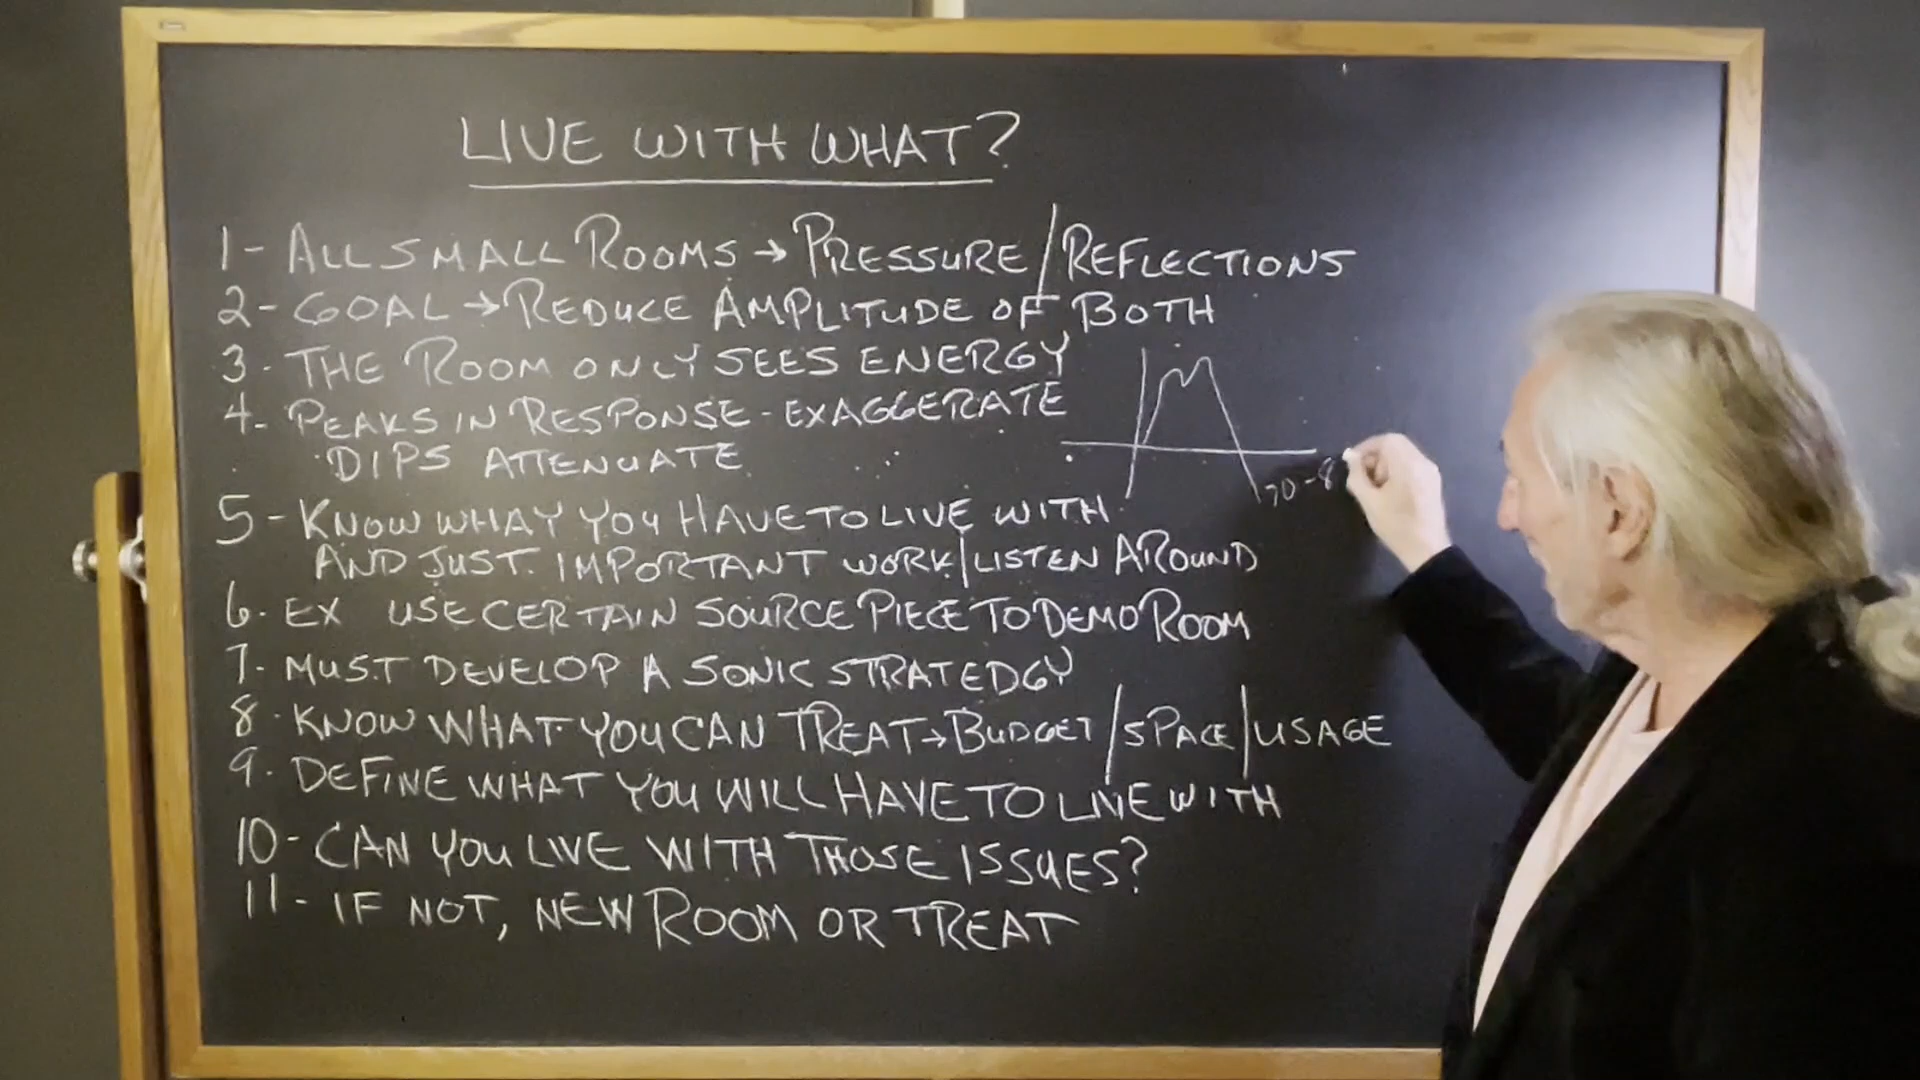 LIVE WITH WHAT?
1- ALL SMALL ROOMS → PRESSURE/REFLECTIONS
2- GOAL → REDUCE AMPLITUDE OF BOTH
3. THE ROOM ONLY SEES ENERGY
4. PEAKS IN RESPONSE - EXAGGERATE
DIPS ATTENUATE
70-8
5- KNOW WHAY YOU HAVE TO LIVE WITH
AND JUST IMPORTANT WORK/LISTEN AROUND
6. EX USE CERTAIN SOURCE PIECE TO DEMO ROOM
7. MUST DEVELOP A SONIC STRATEDGY
8. KNOW WHAT YOU CAN TREAT → BUDGET/SPACE/USAGE
9. DEFINE WHAT YOU WILL HAVE TO LIVE WITH
10- CAN YOU LIVE WITH THOSE ISSUES?
11- IF NOT, NEW ROOM OR TREAT